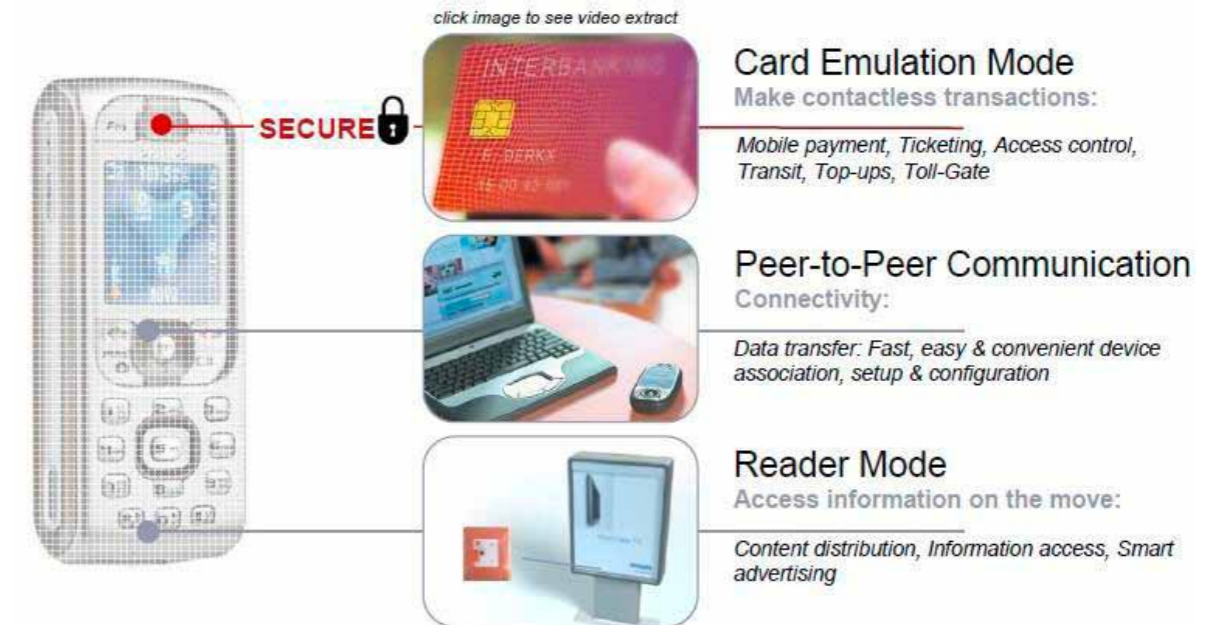 click image to see video extract
INTERBANKING
Card Emulation Mode
Make contactless transactions:
SECURE
E. DERKX
Mobile payment, Ticketing, Access control,
Transit, Top-ups, Toll-Gate
Peer-to-Peer Communication
Connectivity:
Data transfer: Fast, easy & convenient device
association, setup & configuration
Reader Mode
Access information on the move:
Content distribution, Information access, Smart
advertising